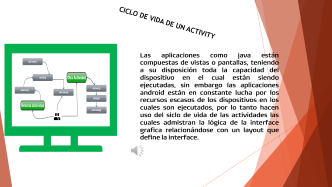 CICLO DE VIDA DE UN ACTIVITY
Las aplicaciones como java están
compuestas de vistas o pantallas, teniendo
a su disposición toda la capacidad del
dispositivo en el cual están siendo
ejecutadas, sin embargo las aplicaciones
android están en constante lucha por los
recursos escasos de los dispositivos en los
cuales son ejecutados, por lo tanto hacen
uso del siclo de vida de las actividades las
cuales admistran la lógica de la interface
grafica relacionándose con un layout que
define la interface.